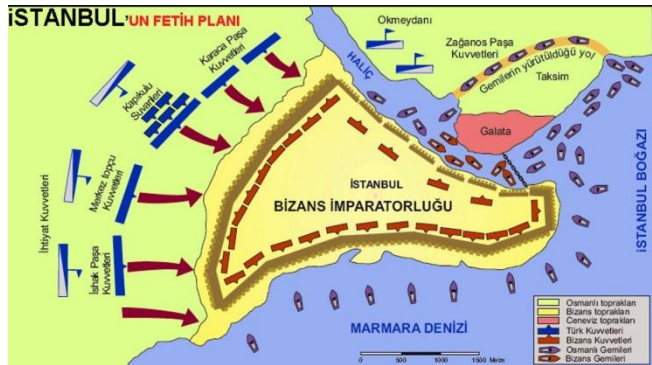 İSTANBUL'UN FETİH PLANI
Okmeydanı
Karaca Paşa
Kuvvetleri
HALİÇ
Zağanos Paşa
Kuvvetleri
Gemilerin yürütüldüğü yol
Taksim
Kapıkulu
Suvarileri
Galata
İSTANBUL BOĞAZI
İhtiyat Kuvvetleri
Merkez topçu
Kuvvetleri
İSTANBUL
BİZANS İMPARATORLUĞU
İshak Paşa
Kuvvetleri
MARMARA DENİZİ
0 500 1000 1500 Metre
Osmanlı toprakları
Bizans toprakları
Ceneviz toprakları
Türk Kuvvetleri
Bizans Kuvvetleri
Osmanlı Gemileri
Bizans Gemileri